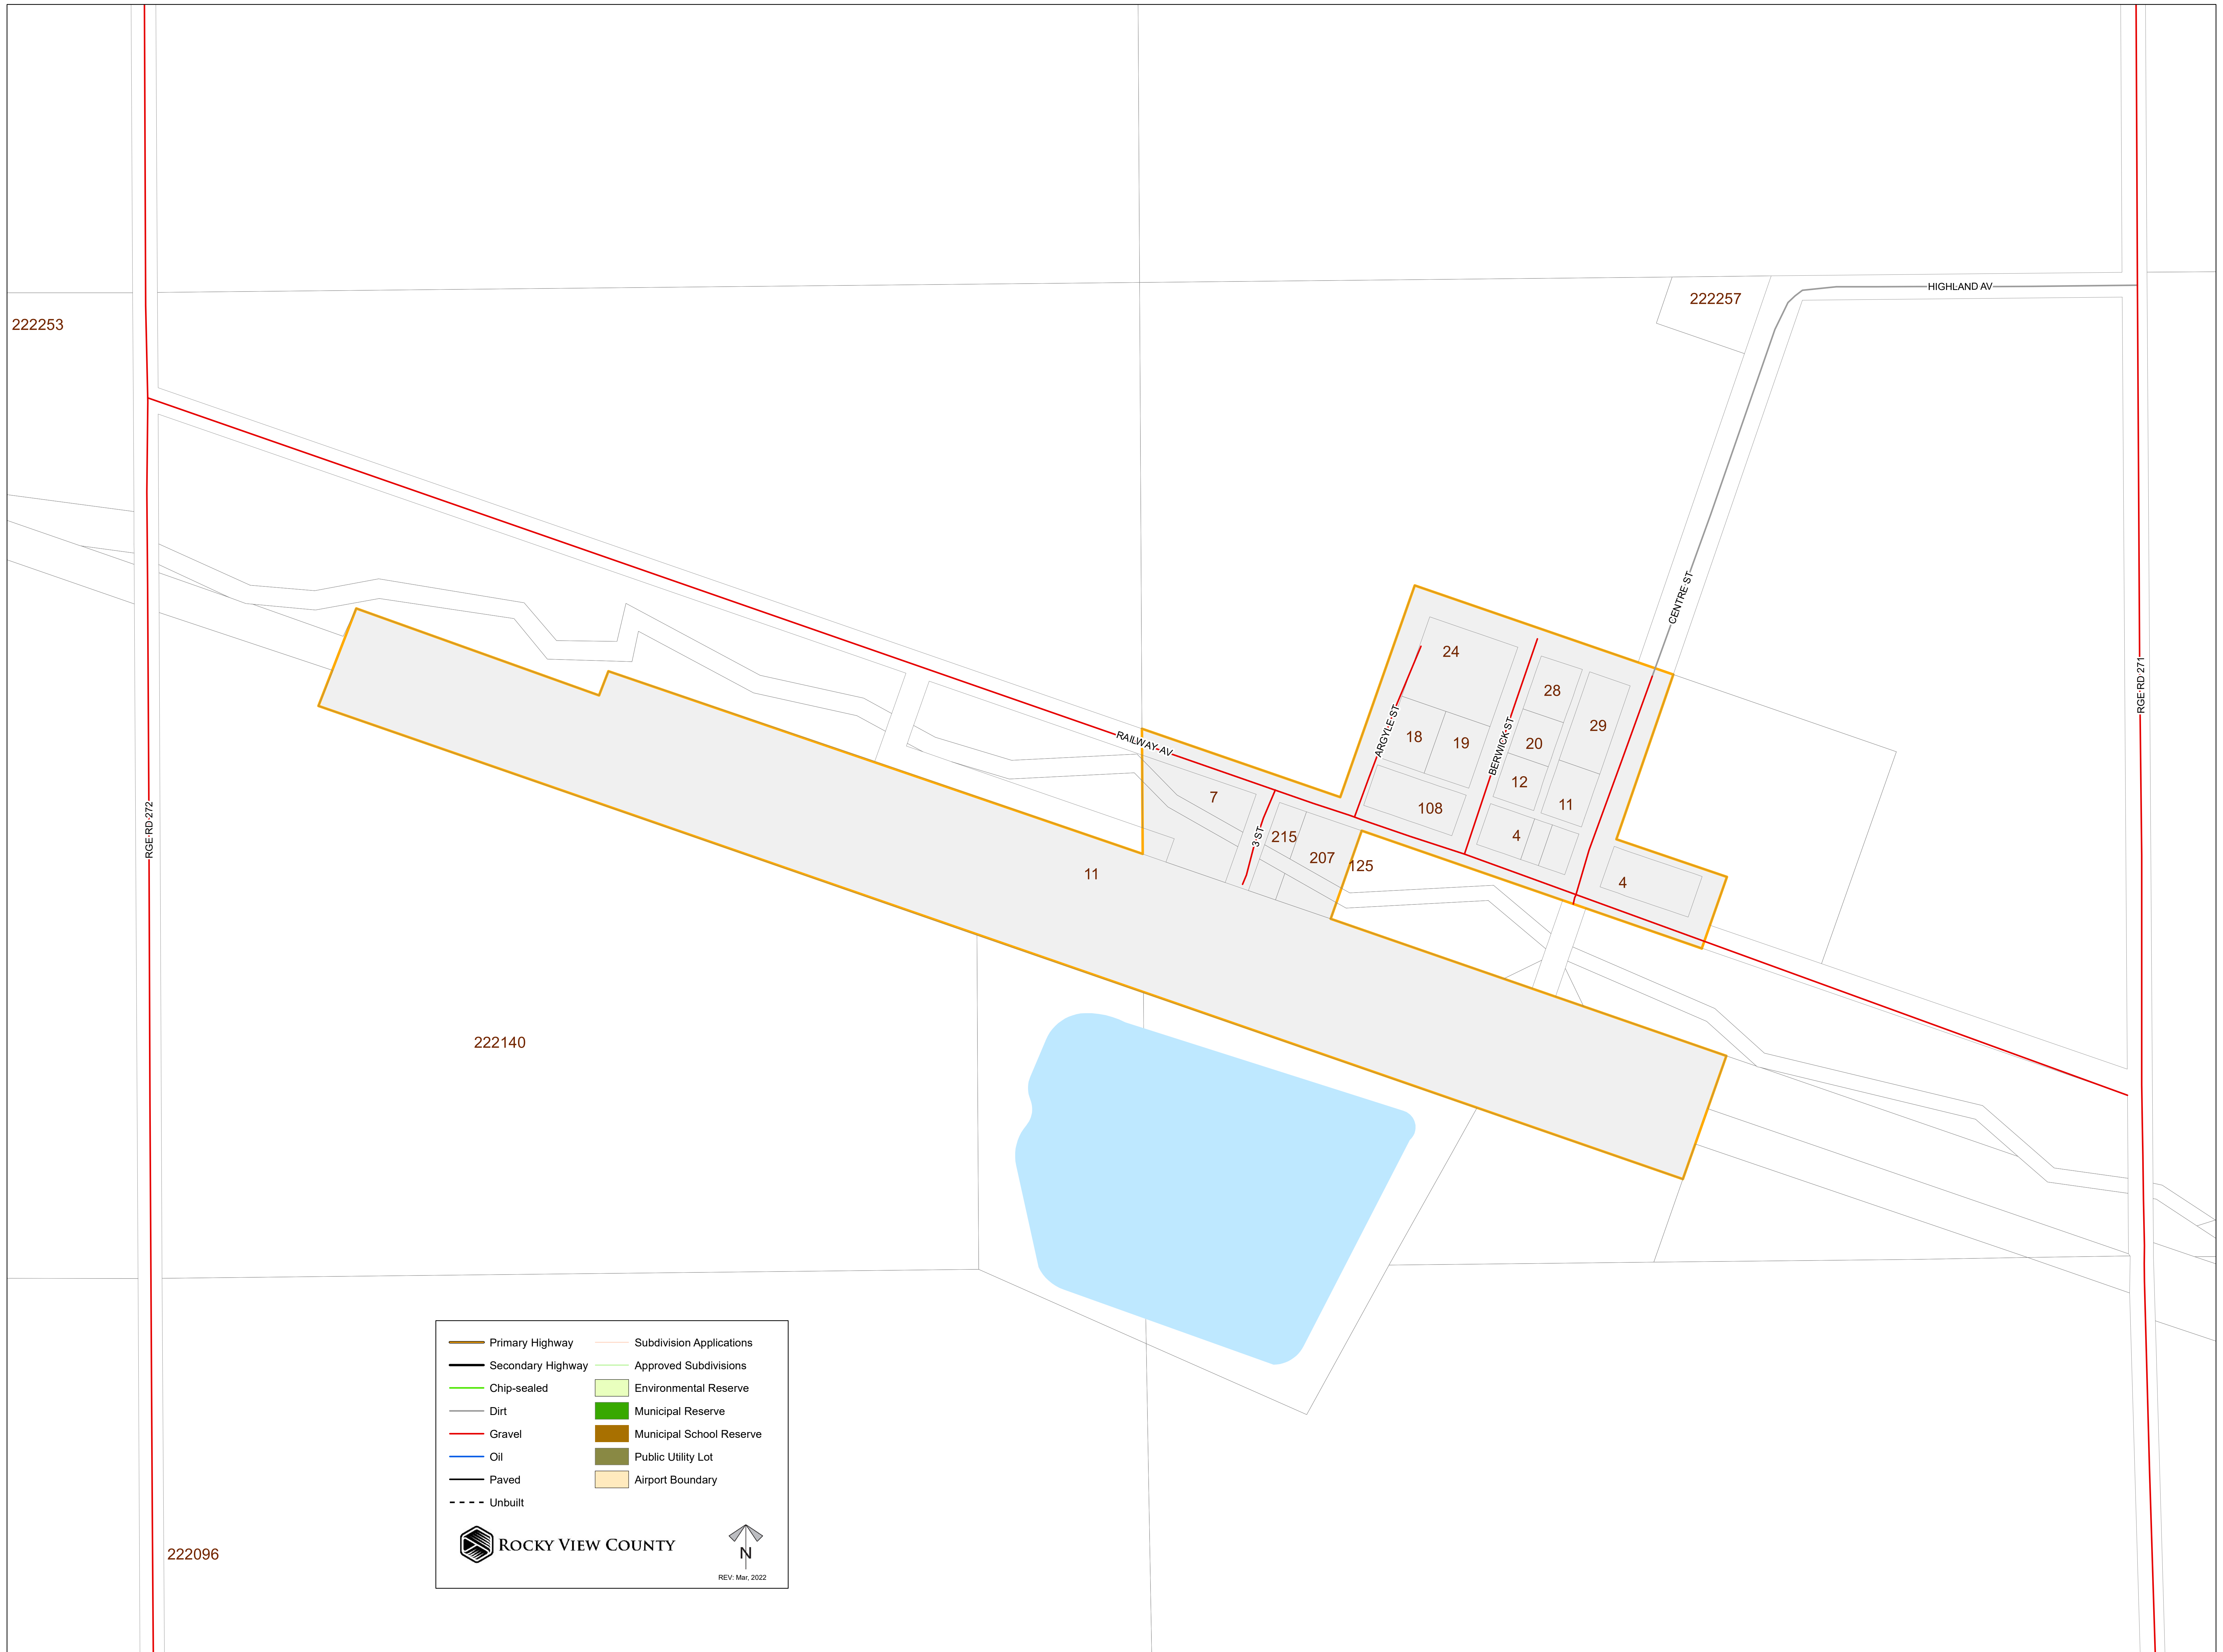 HIGHLAND AV
222257
222253
CENTRE ST
24
28
29
ARGYLE ST
18
19
BERWICK ST
20
RAILWAY AV
12
7
108
11
3 ST
215
4
207
125
11
4
RGE RD 271
RGE RD 272
222140
Primary Highway
Secondary Highway
Chip-sealed
Dirt
Gravel
Oil
Paved
Unbuilt
Subdivision Applications
Approved Subdivisions
Environmental Reserve
Municipal Reserve
Municipal School Reserve
Public Utility Lot
Airport Boundary
ROCKY VIEW COUNTY
N
REV: Mar, 2022
222096